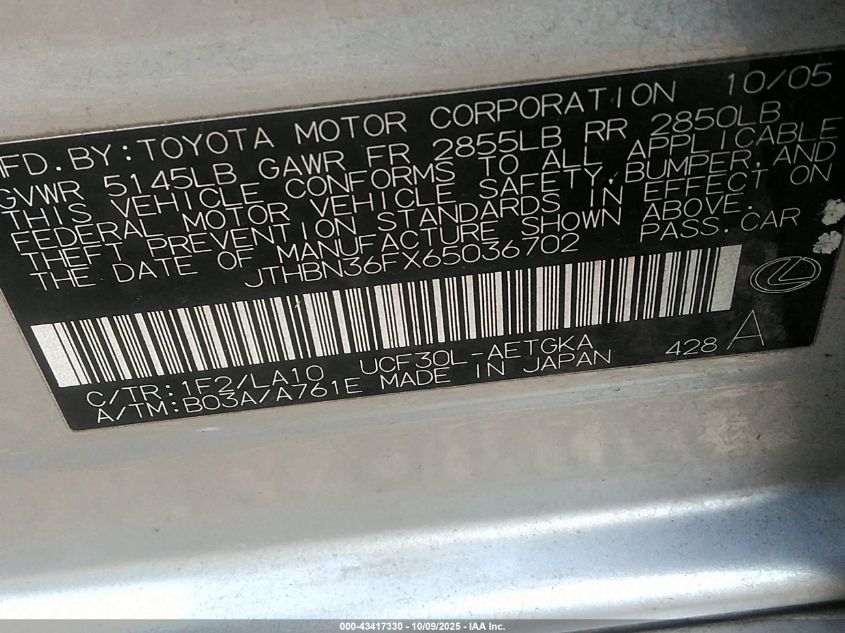 10/05
MFD. BY: TOYOTA MOTOR CORPORATION
GVWR 5145LB GAWR FR 2855LB RR 2850LB
THIS VEHICLE CONFORMS TO ALL APPLICABLE
FEDERAL MOTOR VEHICLE SAFETY, BUMPER, AND
THEFT PREVENTION STANDARDS IN EFFECT ON
THE DATE OF MANUFACTURE SHOWN ABOVE.
JTHBN36FX65036702 PASS. CAR
C/TR: 1F2/LA10 UCF30L-AETGKA 428 A
A/TM: B03A/A761E MADE IN JAPAN
000-43417330 - 10/09/2025 - IAA Inc.